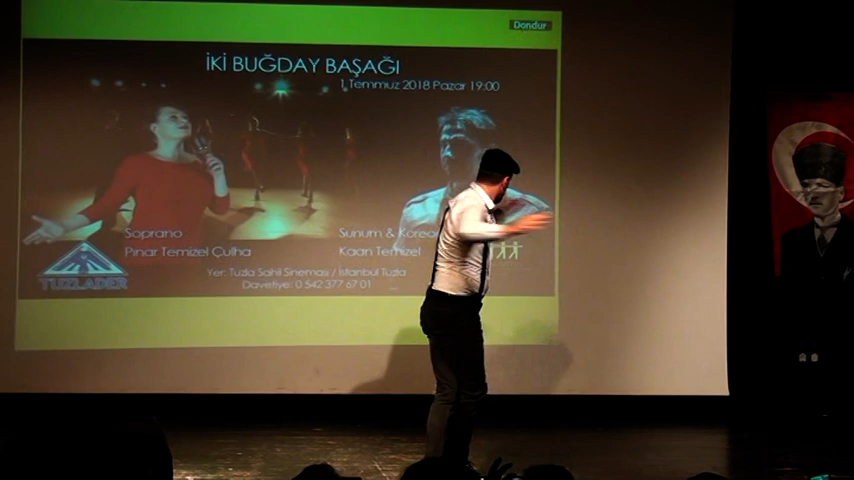 Dondur
İKİ BUĞDAY BAŞAĞI
1 Temmuz 2018 Pazar 19:00
Soprano
Pınar Temizel Çulha
Sunum &
Kaan Temizel
Yer: Tuzla Sahil Sineması / İstanbul Tuzla
Davetiye: 0 542 377 67 01
TUZLADER